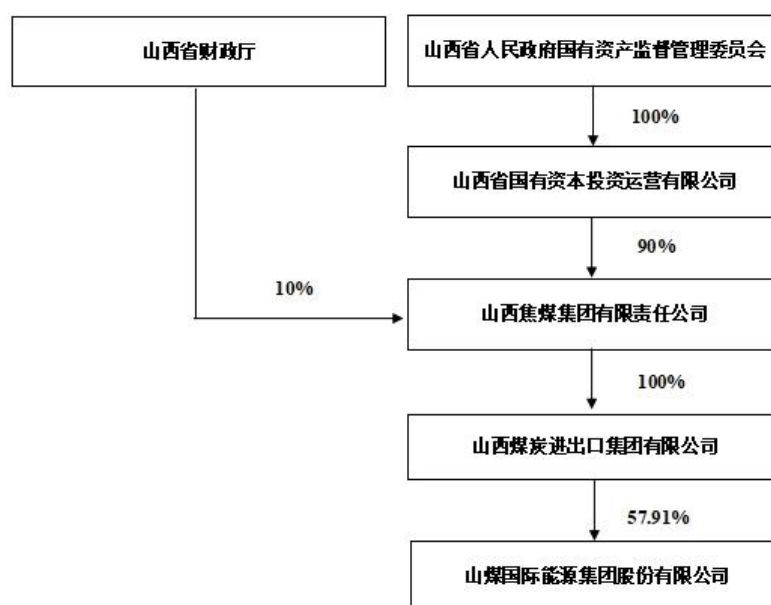 山西省财政厅
山西省人民政府国有资产监督管理委员会
100%
山西省国有资本投资运营有限公司
90%
10%
山西焦煤集团有限责任公司
100%
山西煤炭进出口集团有限公司
57.91%
山煤国际能源集团股份有限公司